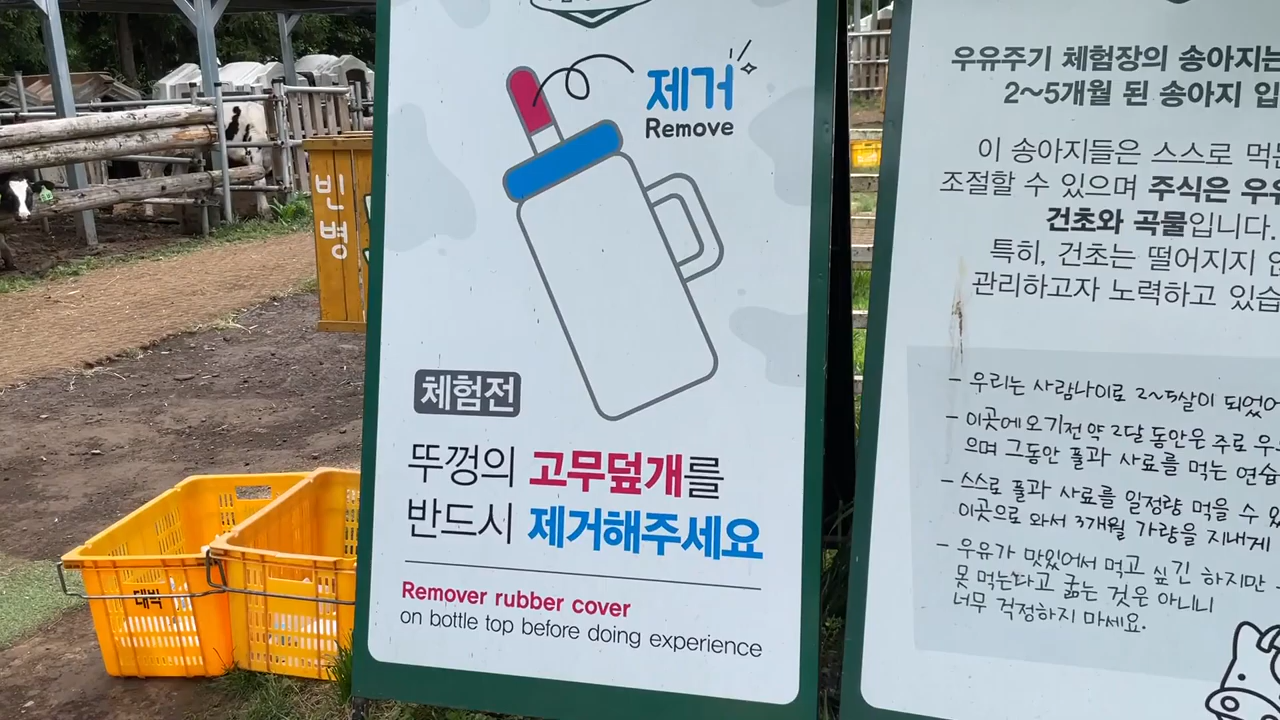 제거
Remove
빈
병
체험전
뚜껑의 고무덮개를
반드시 제거해주세요
Remover rubber cover
on bottle top before doing experience
대박
우유주기 체험장의 송아지는
2~5개월 된 송아지 입
이 송아지들은 스스로 먹는
조절할 수 있으며 주식은 우유
건초와 곡물입니다.
특히, 건초는 떨어지지 않
관리하고자 노력하고 있습
- 우리는 사람나이로 2~5살이 되었어
- 이곳에 오기전 약 2달 동안은 주로 우
으며 그동안 풀과 사료를 먹는 연습
- 스스로 풀과 사료를 일정량 먹을 수 있
이곳으로 와서 3개월 가량을 지내게
- 우유가 맛있어서 먹고 싶긴 하지만
못 먹는다고 굶는 것은 아니니
너무 걱정하지 마세요.